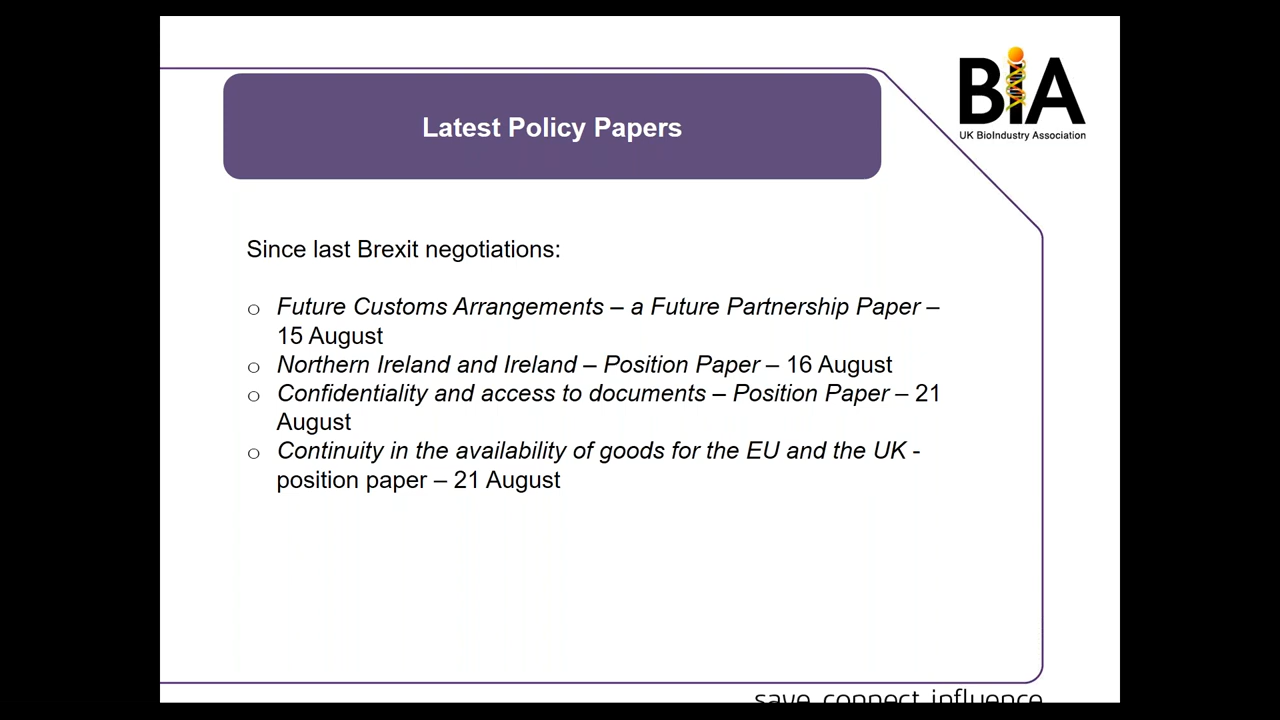 BIA
UK BioIndustry Association
Latest Policy Papers
Since last Brexit negotiations:
o Future Customs Arrangements – a Future Partnership Paper –
15 August
o Northern Ireland and Ireland – Position Paper – 16 August
o Confidentiality and access to documents – Position Paper – 21
August
o Continuity in the availability of goods for the EU and the UK -
position paper – 21 August
save connect influence